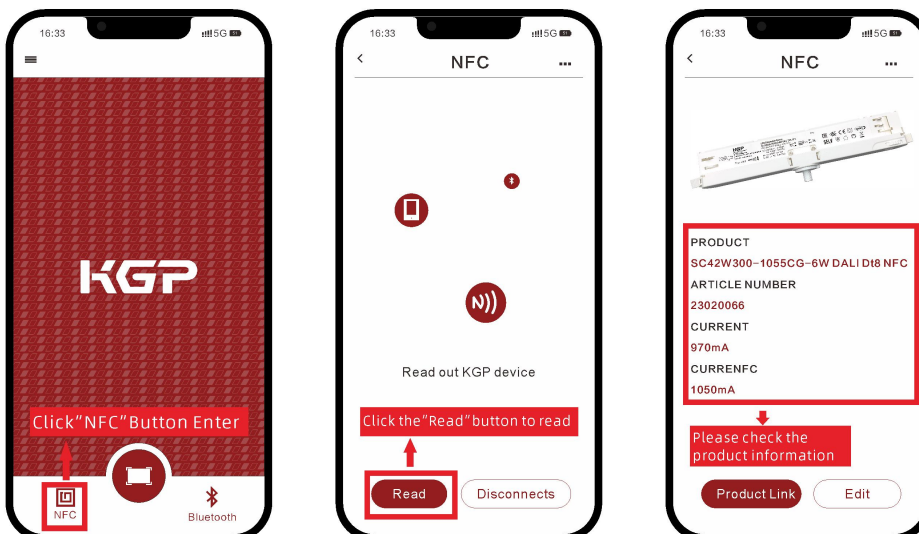 16:33
5G
KGP
Click"NFC"Button Enter
NFC
Bluetooth
16:33
5G
NFC
Read out KGP device
Click the"Read"button to read
Read
Disconnects
16:33
5G
NFC
KGP
PRODUCT
SC42W300-1055CG-6W DALI Dt8 NFC
ARTICLE NUMBER
23020066
CURRENT
970mA
CURRENFC
1050mA
Please check the
product information
Product Link
Edit